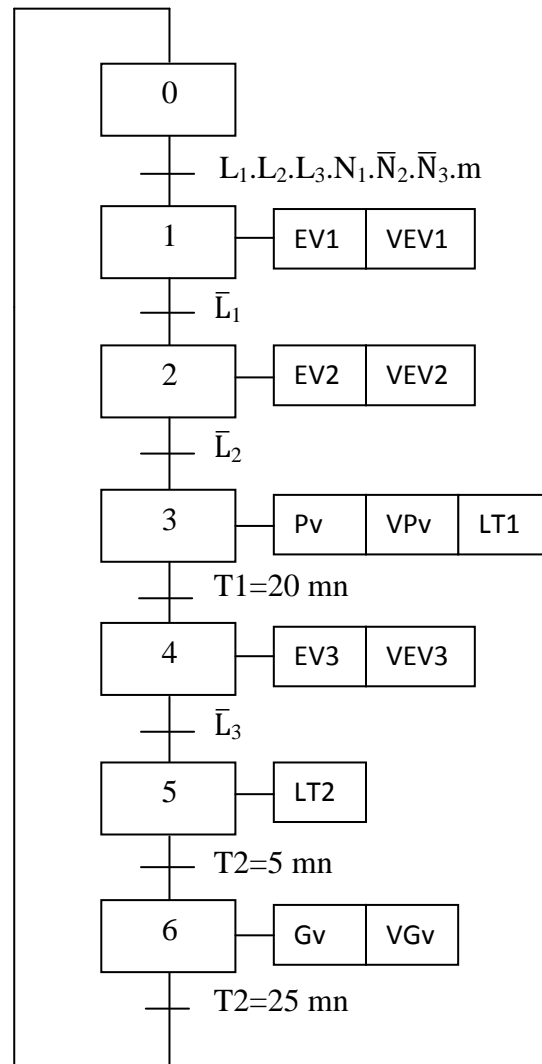 0
L₁.L₂.L₃.N₁.N̅₂.N̅₃.m
1 EV1 VEV1
L̅₁
2 EV2 VEV2
L̅₂
3 Pv VPv LT1
T1=20 mn
4 EV3 VEV3
L̅₃
5 LT2
T2=5 mn
6 Gv VGv
T2=25 mn